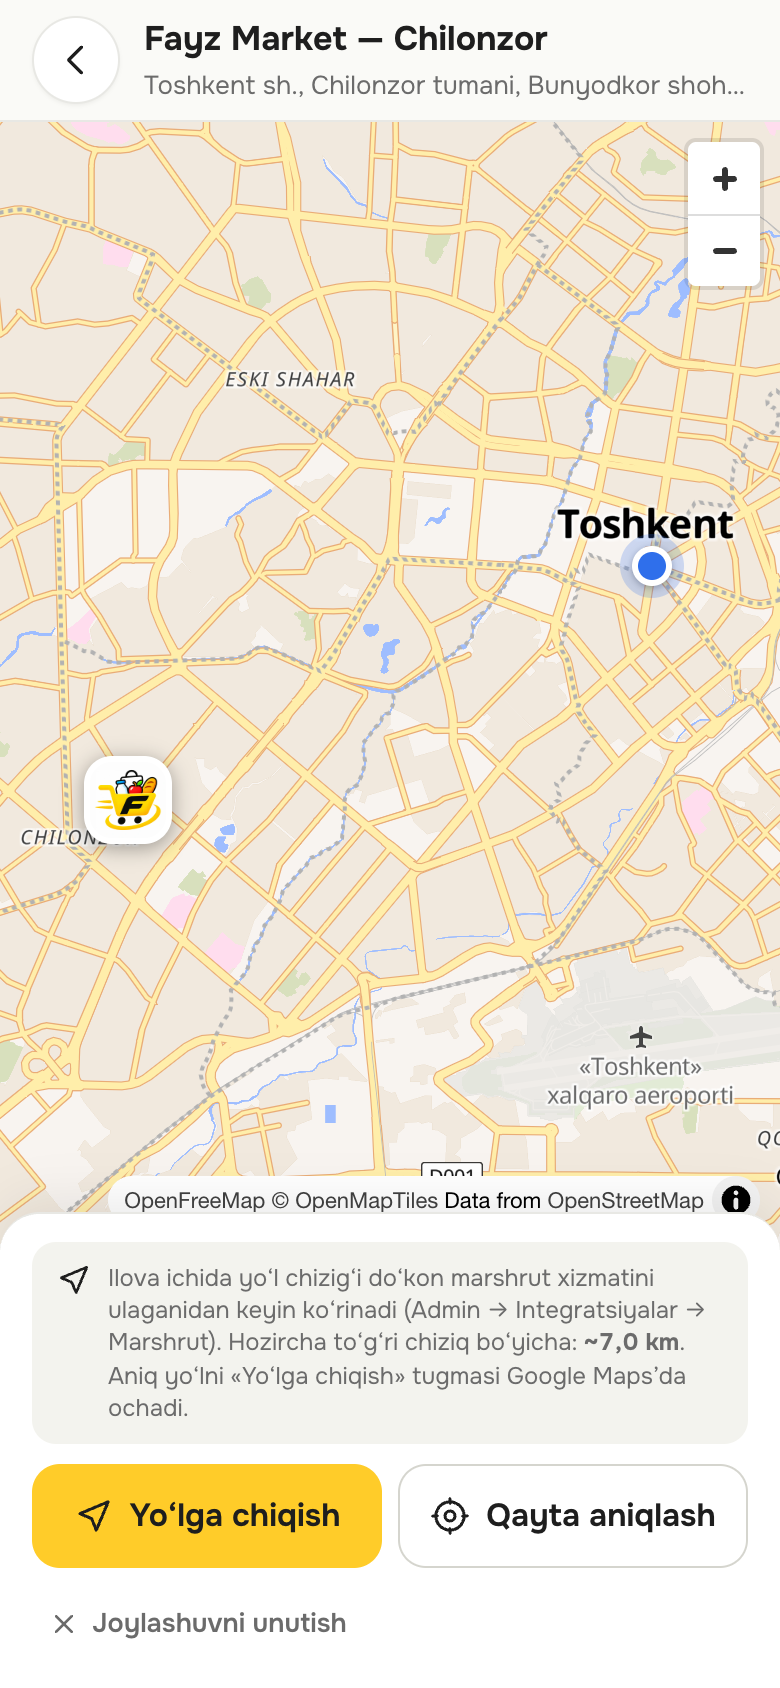 Fayz Market — Chilonzor
Toshkent sh., Chilonzor tumani, Bunyodkor shoh...
+
−
ESKI SHAHAR
Toshkent
F
«Toshkent»
xalqaro aeroporti
D001
OpenFreeMap © OpenMapTiles Data from OpenStreetMap
Ilova ichida yo‘l chizig‘i do‘kon marshrut xizmatini
ulaganidan keyin ko‘rinadi (Admin → Integratsiyalar →
Marshrut). Hozircha to‘g‘ri chiziq bo‘yicha: ~7,0 km.
Aniq yo‘lni «Yo‘lga chiqish» tugmasi Google Maps’da
ochadi.
Yo‘lga chiqish
Qayta aniqlash
Joylashuvni unutish